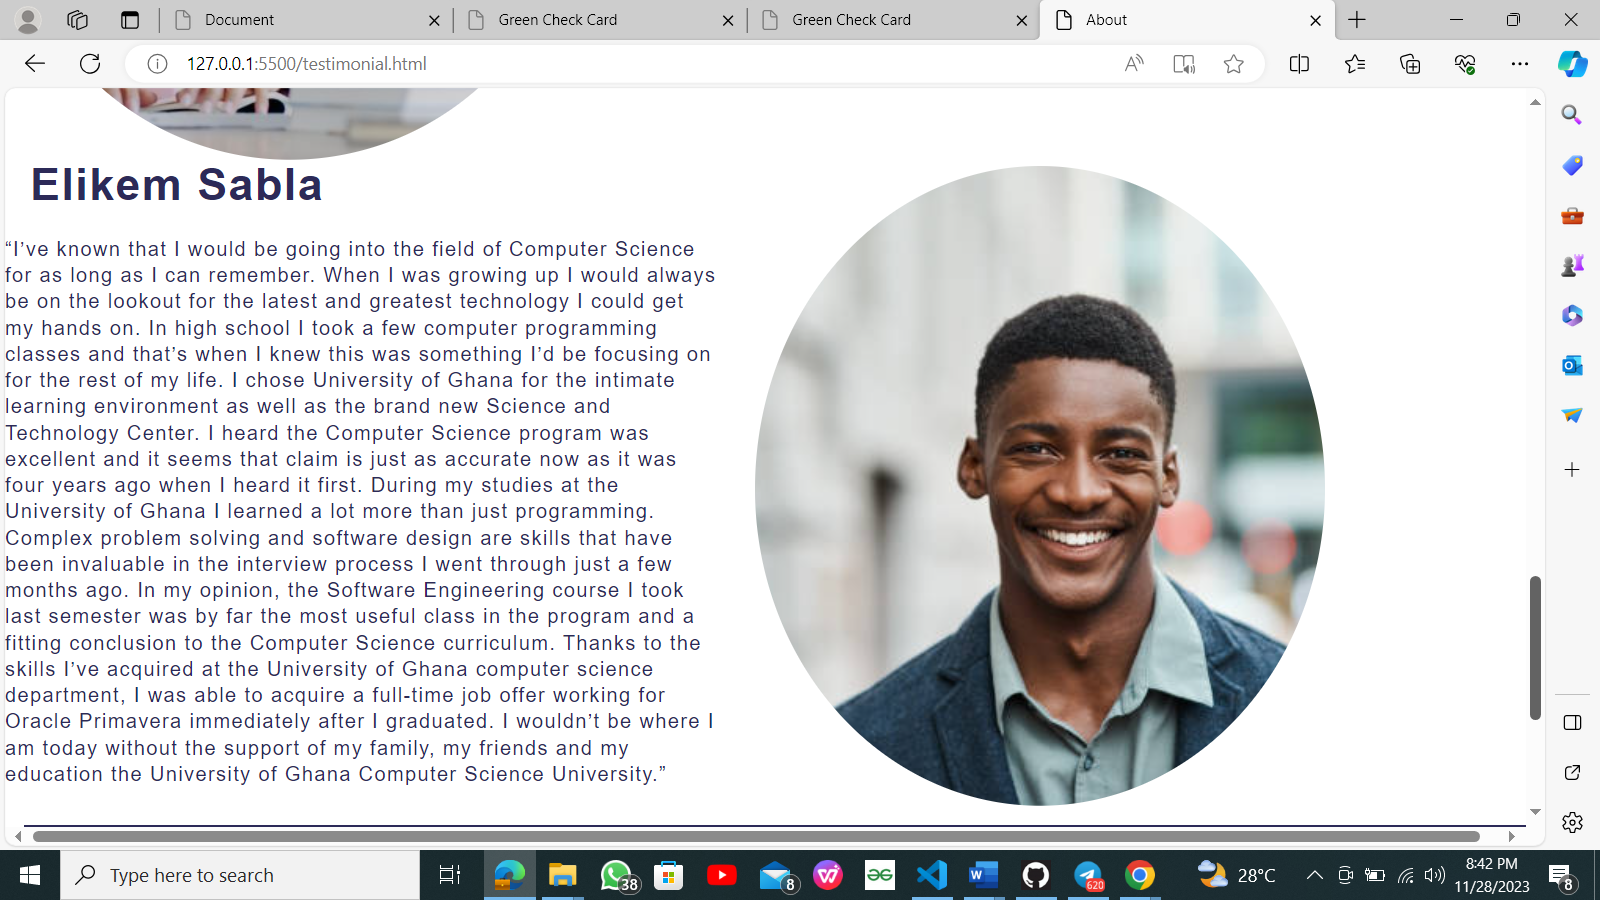 Document
Green Check Card
Green Check Card
About
127.0.0.1:5500/testimonial.html
Elikem Sabla
“I’ve known that I would be going into the field of Computer Science
for as long as I can remember. When I was growing up I would always
be on the lookout for the latest and greatest technology I could get
my hands on. In high school I took a few computer programming
classes and that’s when I knew this was something I’d be focusing on
for the rest of my life. I chose University of Ghana for the intimate
learning environment as well as the brand new Science and
Technology Center. I heard the Computer Science program was
excellent and it seems that claim is just as accurate now as it was
four years ago when I heard it first. During my studies at the
University of Ghana I learned a lot more than just programming.
Complex problem solving and software design are skills that have
been invaluable in the interview process I went through just a few
months ago. In my opinion, the Software Engineering course I took
last semester was by far the most useful class in the program and a
fitting conclusion to the Computer Science curriculum. Thanks to the
skills I’ve acquired at the University of Ghana computer science
department, I was able to acquire a full-time job offer working for
Oracle Primavera immediately after I graduated. I wouldn’t be where I
am today without the support of my family, my friends and my
education the University of Ghana Computer Science University.”
Type here to search
38
8
620
28°C
8:42 PM
11/28/2023
8